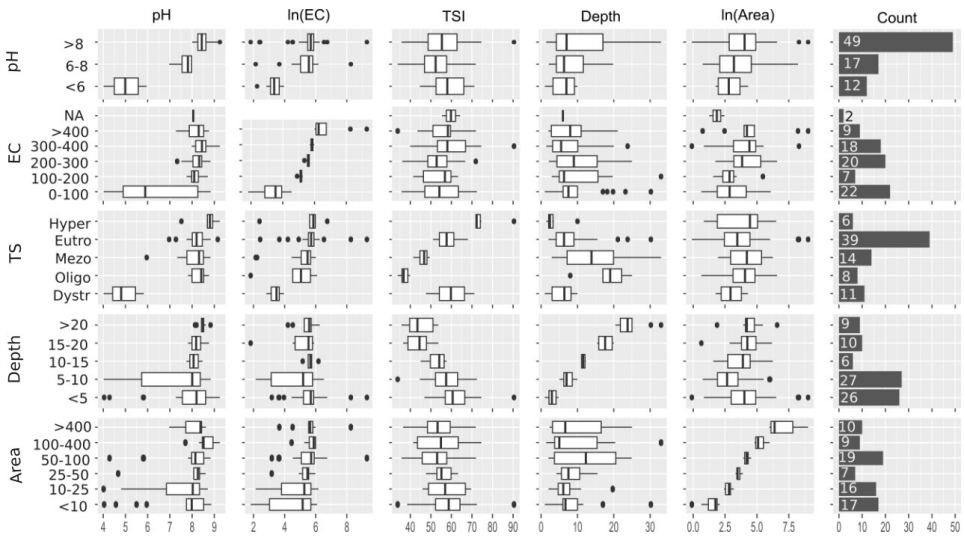 pH ln(EC) TSI Depth ln(Area) Count
pH
>8 49
6-8 17
<6 12
EC
NA 2
>400 9
300-400 18
200-300 20
100-200 7
0-100 22
TS
Hyper 6
Eutro 39
Mezo 14
Oligo 8
Dystr 11
Depth
>20 9
15-20 10
10-15 6
5-10 27
<5 26
Area
>400 10
100-400 9
50-100 19
25-50 7
10-25 16
<10 17
4 5 6 7 8 9 2 4 6 8 40 50 60 70 80 90 0 10 20 30 0.0 2.5 5.0 7.5 0 10 20 30 40 50